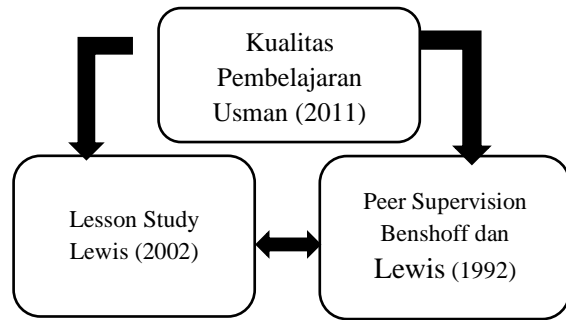 Kualitas
Pembelajaran
Usman (2011)
Lesson Study
Lewis (2002)
Peer Supervision
Benshoff dan
Lewis (1992)